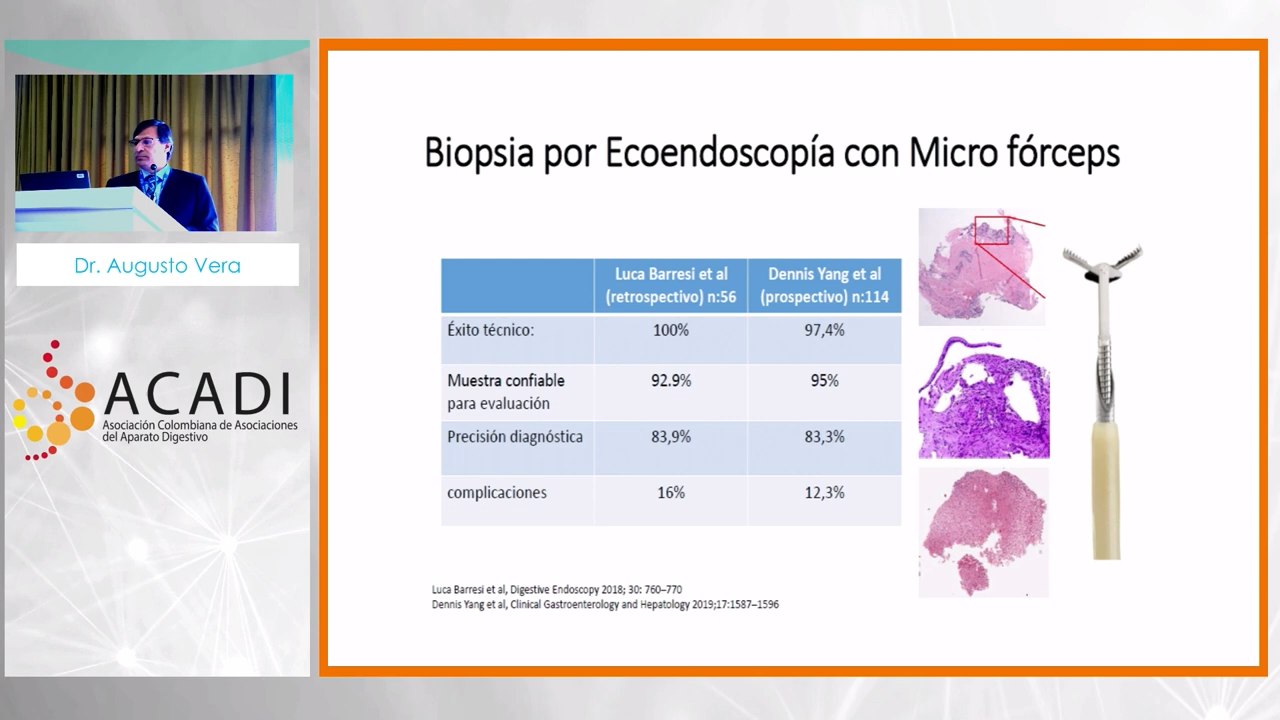 Dr. Augusto Vera
ACADI
Asociación Colombiana de Asociaciones
del Aparato Digestivo
Biopsia por Ecoendoscopía con Micro fórceps
Luca Barresi et al
(retrospectivo) n:56
Dennis Yang et al
(prospectivo) n:114
Éxito técnico:
100%
97,4%
Muestra confiable
para evaluación
92.9%
95%
Precisión diagnóstica
83,9%
83,3%
complicaciones
16%
12,3%
Luca Barresi et al, Digestive Endoscopy 2018; 30: 760–770
Dennis Yang et al, Clinical Gastroenterology and Hepatology 2019;17:1587–1596